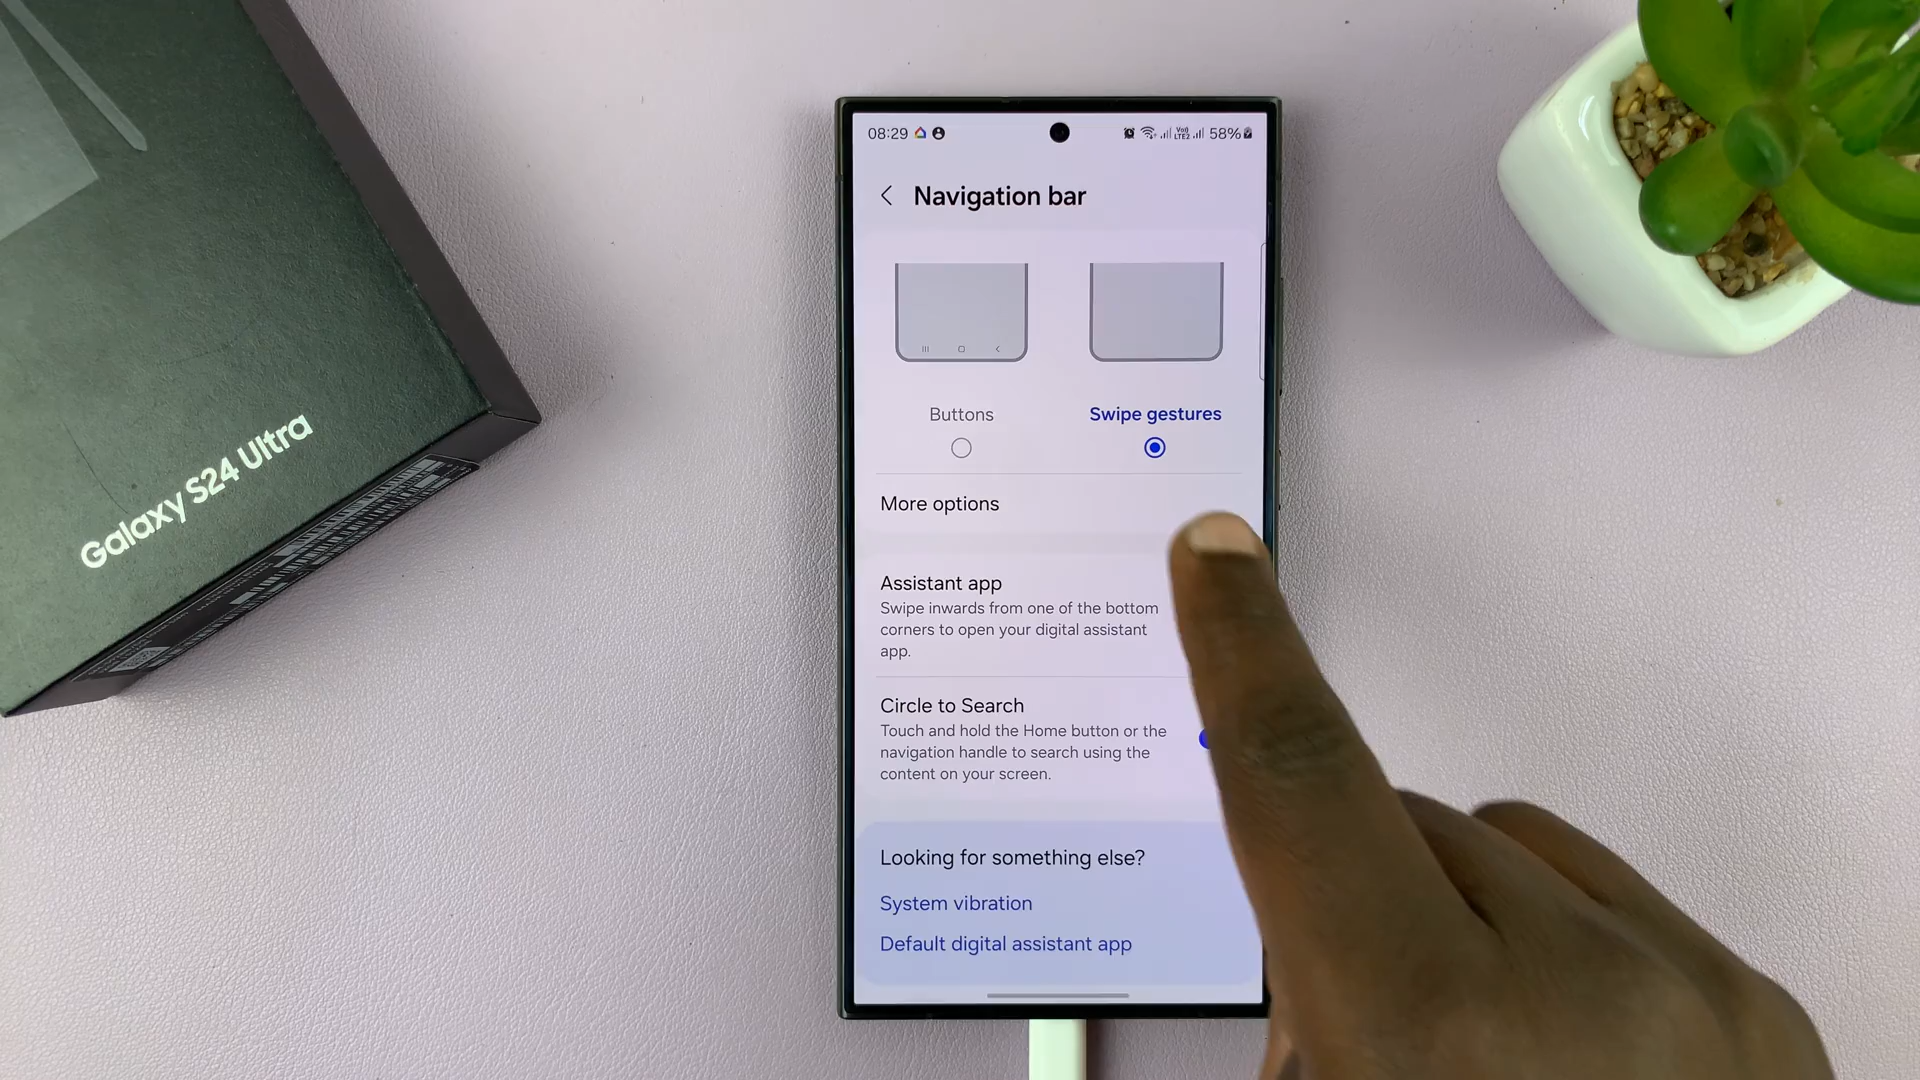 Galaxy S24 Ultra
08:29
58%
Navigation bar
Buttons
Swipe gestures
More options
Assistant app
Swipe inwards from one of the bottom
corners to open your digital assistant
app.
Circle to Search
Touch and hold the Home button or the
navigation handle to search using the
content on your screen.
Looking for something else?
System vibration
Default digital assistant app